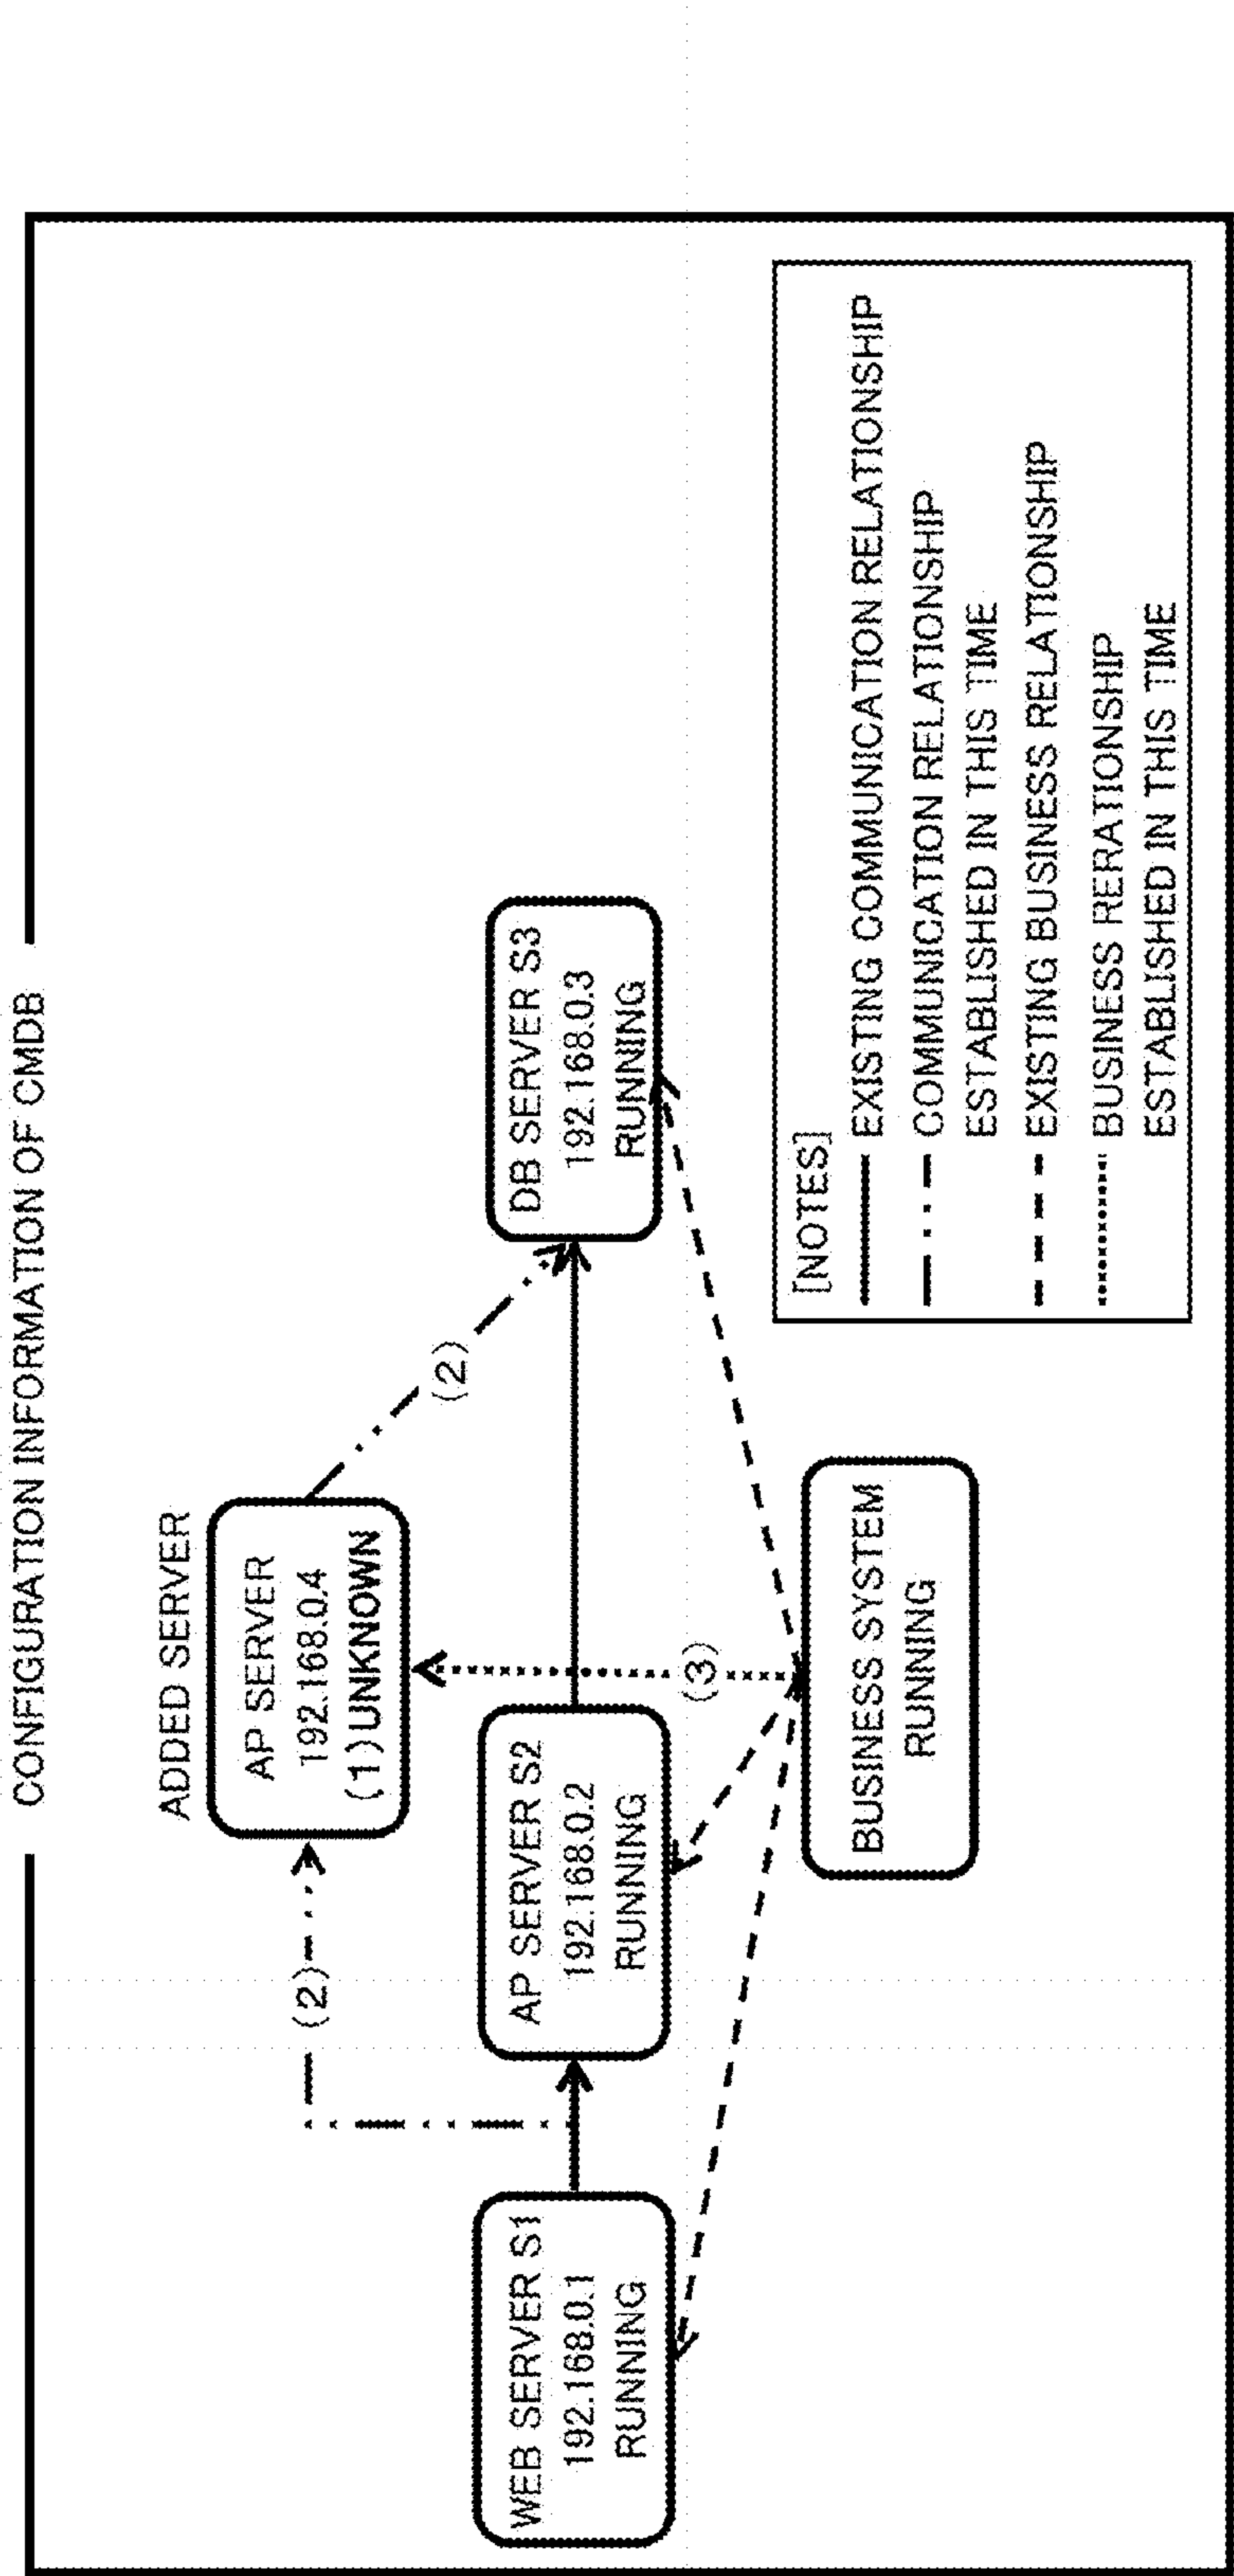 CONFIGURATION INFORMATION OF CMDB
ADDED SERVER
AP SERVER
192.168.0.4
(1)UNKNOWN
(2)
(2)
WEB SERVER S1
192.168.0.1
RUNNING
AP SERVER S2
192.168.0.2
RUNNING
DB SERVER S3
192.168.0.3
RUNNING
(3)
BUSINESS SYSTEM
RUNNING
[NOTES]
EXISTING COMMUNICATION RELATIONSHIP
COMMUNICATION RELATIONSHIP
ESTABLISHED IN THIS TIME
EXISTING BUSINESS RELATIONSHIP
BUSINESS RERATIONSHIP
ESTABLISHED IN THIS TIME